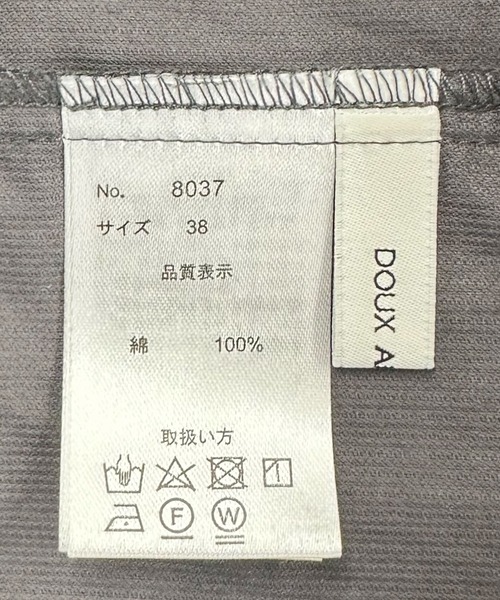 No. 8037
サイズ 38
品質表示
綿 100%
取扱い方
F W
DOUX A